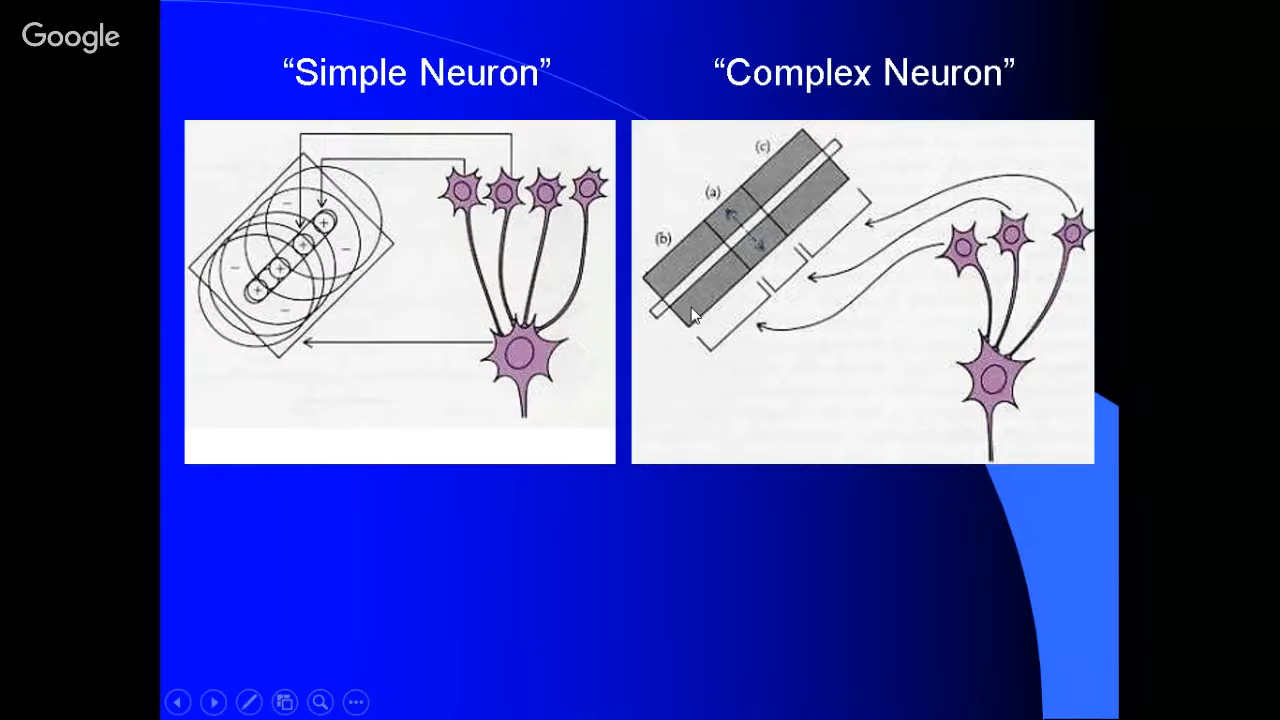 Google
“Simple Neuron”
“Complex Neuron”
(c)
(a)
(b)
+
+
+
+
−
−
−
−